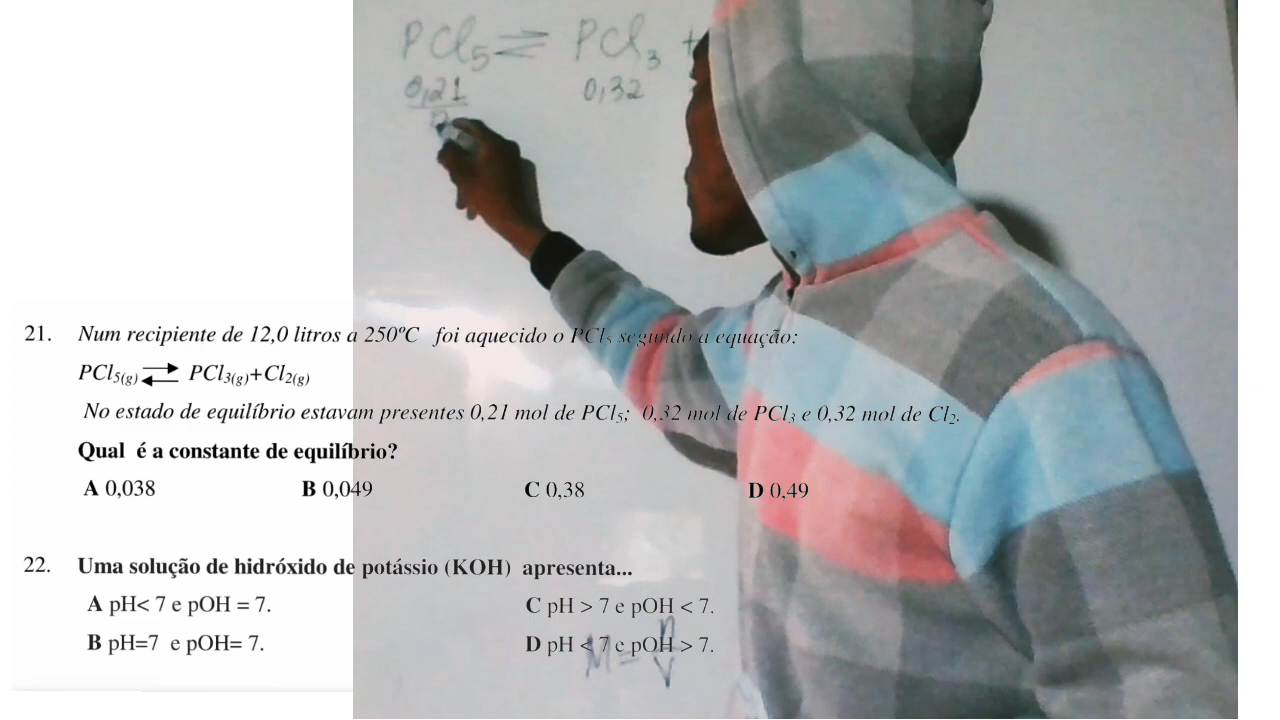 PCl₅ ⇌ PCl₃ +
0,21 0,32
21. Num recipiente de 12,0 litros a 250ºC foi aquecido o PCl₅ segundo a equação:
PCl₅(g) ⇌ PCl₃(g)+Cl₂(g)
No estado de equilíbrio estavam presentes 0,21 mol de PCl₅; 0,32 mol de PCl₃ e 0,32 mol de Cl₂.
Qual é a constante de equilíbrio?
A 0,038 B 0,049 C 0,38 D 0,49
22. Uma solução de hidróxido de potássio (KOH) apresenta...
A pH< 7 e pOH = 7. C pH > 7 e pOH < 7.
B pH=7 e pOH= 7. D pH < 7 e pOH > 7.
M = n
V